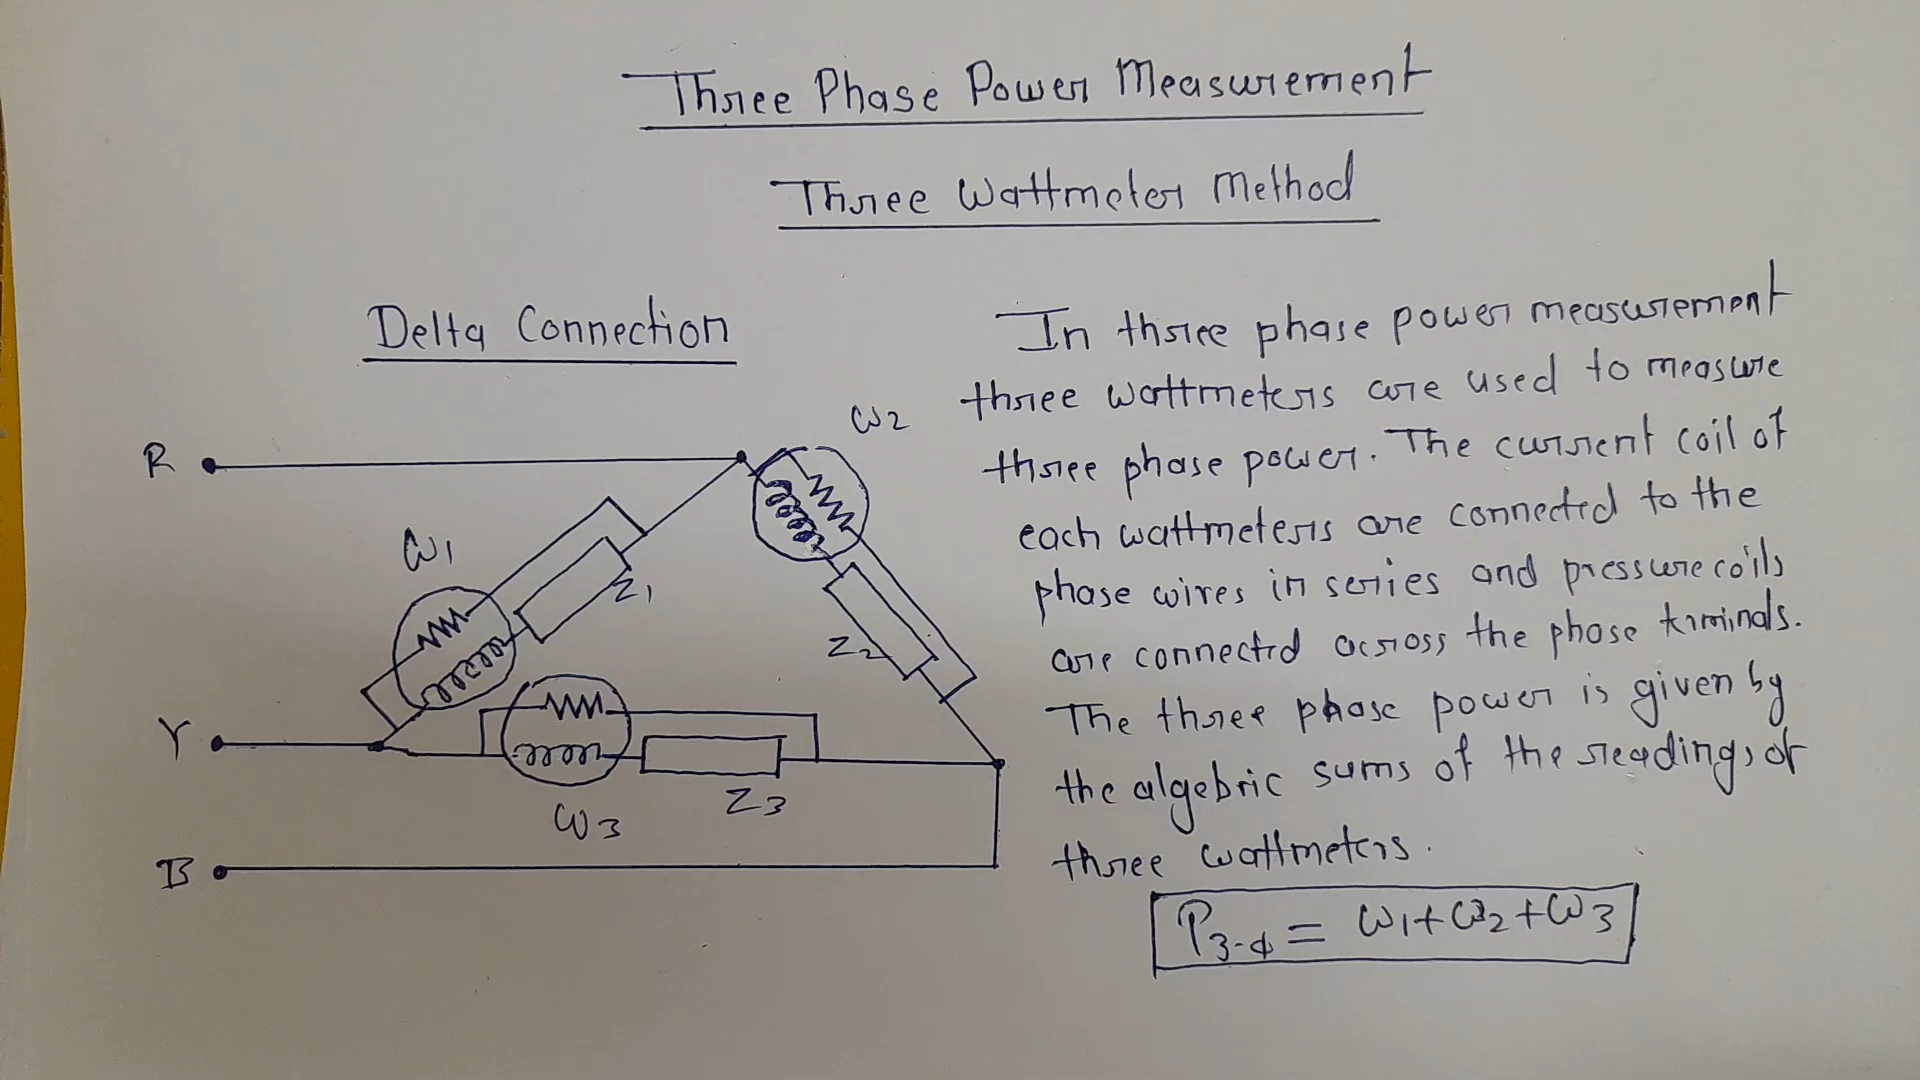 Three Phase Power Measurement
Three Wattmeter Method
Delta Connection
In three phase power measurement
three wattmeters are used to measure
three phase power. The current coil of
each wattmeters are connected to the
phase wires in series and pressure coils
are connected across the phase terminals.
The three phase power is given by
the algebric sums of the readings of
three wattmeters.
P3-ϕ = W1+W2+W3
W2
R
W1
Z1
Z2
Y
Z3
W3
B